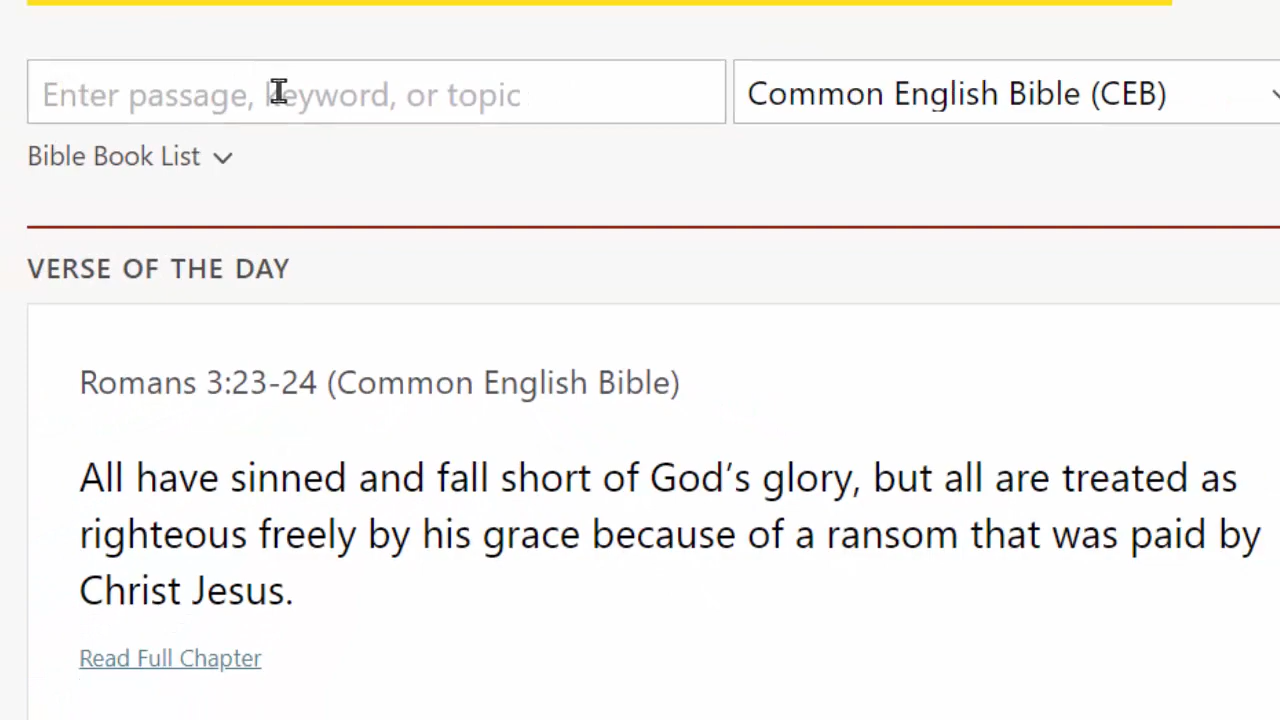 Enter passage, keyword, or topic
Common English Bible (CEB)
Bible Book List
VERSE OF THE DAY
Romans 3:23-24 (Common English Bible)
All have sinned and fall short of God’s glory, but all are treated as
righteous freely by his grace because of a ransom that was paid by
Christ Jesus.
Read Full Chapter